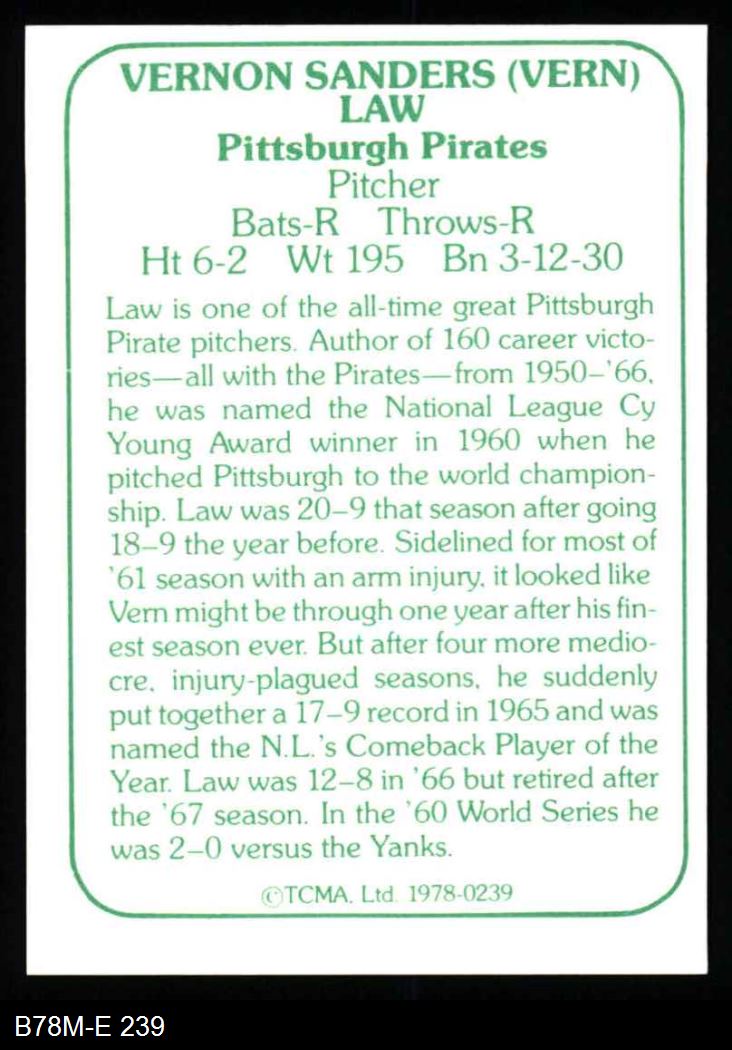 VERNON SANDERS (VERN)
LAW
Pittsburgh Pirates
Pitcher
Bats-R Throws-R
Ht 6-2 Wt 195 Bn 3-12-30
Law is one of the all-time great Pittsburgh
Pirate pitchers. Author of 160 career victo-
ries—all with the Pirates—from 1950–'66,
he was named the National League Cy
Young Award winner in 1960 when he
pitched Pittsburgh to the world champion-
ship. Law was 20–9 that season after going
18–9 the year before. Sidelined for most of
'61 season with an arm injury, it looked like
Vern might be through one year after his fin-
est season ever. But after four more medio-
cre, injury-plagued seasons, he suddenly
put together a 17–9 record in 1965 and was
named the N.L.'s Comeback Player of the
Year. Law was 12–8 in '66 but retired after
the '67 season. In the '60 World Series he
was 2–0 versus the Yanks.
©TCMA, Ltd. 1978-0239
B78M-E 239